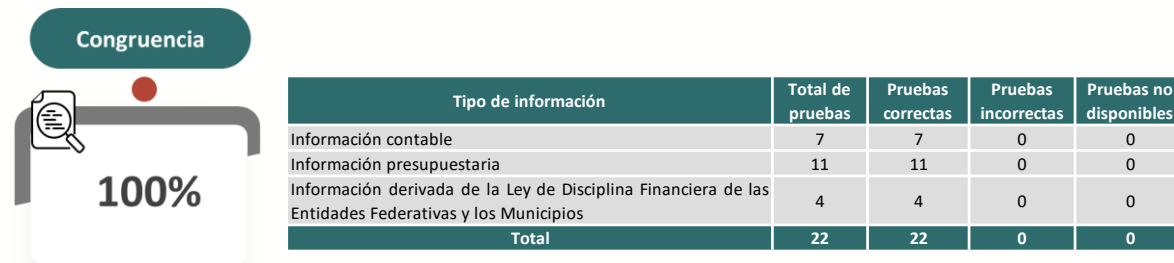 Congruencia
100%
Tipo de información Total de pruebas Pruebas correctas Pruebas incorrectas Pruebas no disponibles
Información contable 7 7 0 0
Información presupuestaria 11 11 0 0
Información derivada de la Ley de Disciplina Financiera de las
Entidades Federativas y los Municipios 4 4 0 0
Total 22 22 0 0